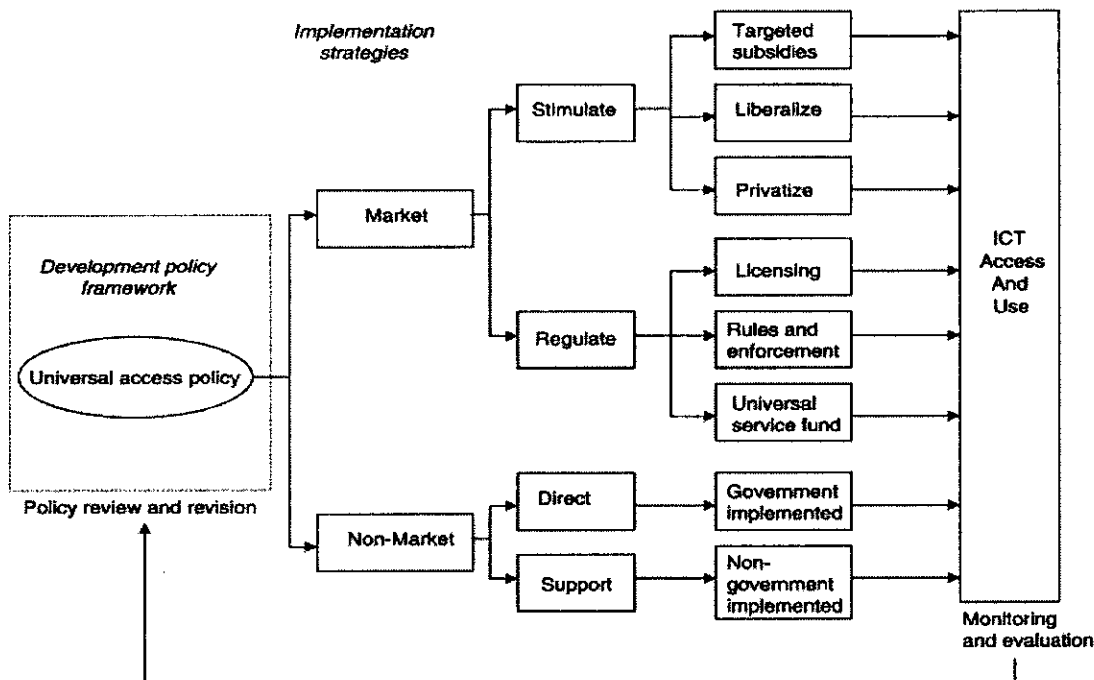 Implementation
strategies
Development policy
framework
Universal access policy
Policy review and revision
Market
Non-Market
Stimulate
Regulate
Direct
Support
Targeted
subsidies
Liberalize
Privatize
Licensing
Rules and
enforcement
Universal
service fund
Government
implemented
Non-
government
implemented
ICT
Access
And
Use
Monitoring
and evaluation